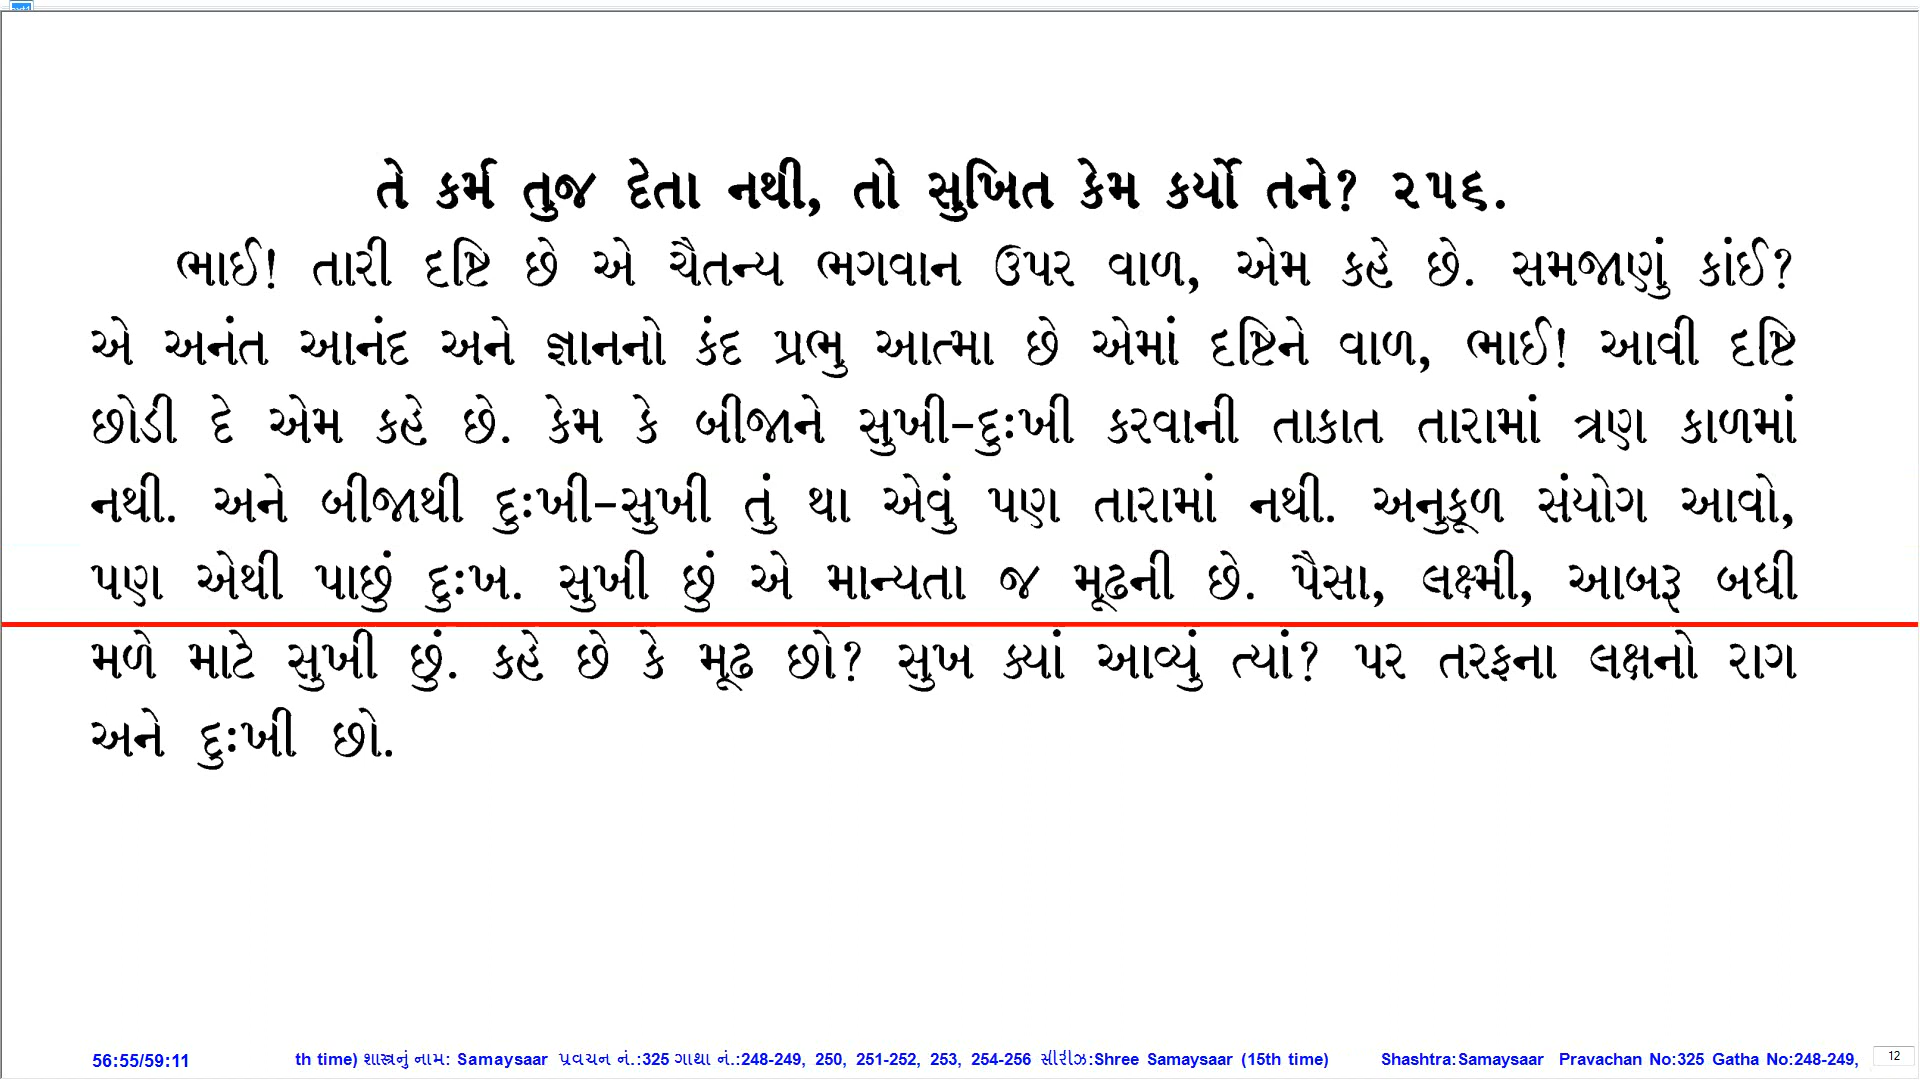 તે કર્મ તુજ દેતા નથી, તો સુખિત કેમ કર્યો તને? ૨૫૬.
ભાઈ! તારી દૃષ્ટિ છે એ ચૈતન્ય ભગવાન ઉપર વાળ, એમ કહે છે. સમજાણું કાંઈ?
એ અનંત આનંદ અને જ્ઞાનનો કંદ પ્રભુ આત્મા છે એમાં દૃષ્ટિને વાળ, ભાઈ! આવી દૃષ્ટિ
છોડી દે એમ કહે છે. કેમ કે બીજાને સુખી-દુઃખી કરવાની તાકાત તારામાં ત્રણ કાળમાં
નથી. અને બીજાથી દુઃખી-સુખી તું થા એવું પણ તારામાં નથી. અનુકૂળ સંયોગ આવો,
પણ એથી પાછું દુઃખ. સુખી છું એ માન્યતા જ મૂઢની છે. પૈસા, લક્ષ્મી, આબરૂ બધી
મળે માટે સુખી છું. કહે છે કે મૂઢ છો? સુખ ક્યાં આવ્યું ત્યાં? પર તરફના લક્ષનો રાગ
અને દુઃખી છો.
56:55/59:11 th time) શાસ્ત્રનું નામ: Samaysaar પ્રવચન નં.:325 ગાથા નં.:248-249, 250, 251-252, 253, 254-256 સીરીઝ:Shree Samaysaar (15th time) Shashtra:Samaysaar Pravachan No:325 Gatha No:248-249, 12